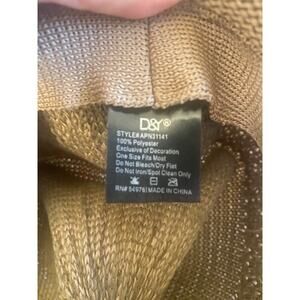 D&Y®
STYLE# APN31141
100% Polyester
Exclusive of Decoration
One Size Fits Most
Do Not Bleach/Dry Flat
Do Not Iron/Spot Clean Only
RN# 54976 | MADE IN CHINA